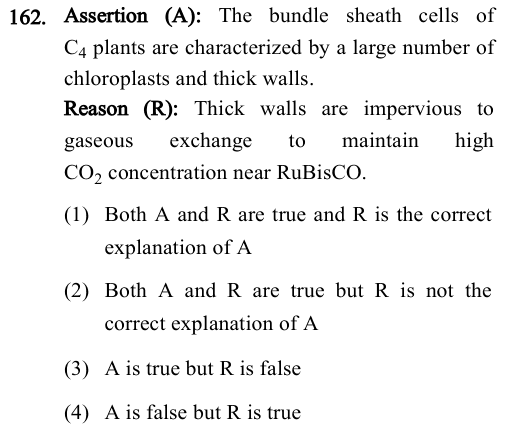 162. Assertion (A): The bundle sheath cells of
C₄ plants are characterized by a large number of
chloroplasts and thick walls.
Reason (R): Thick walls are impervious to
gaseous exchange to maintain high
CO₂ concentration near RuBisCO.
(1) Both A and R are true and R is the correct
explanation of A
(2) Both A and R are true but R is not the
correct explanation of A
(3) A is true but R is false
(4) A is false but R is true